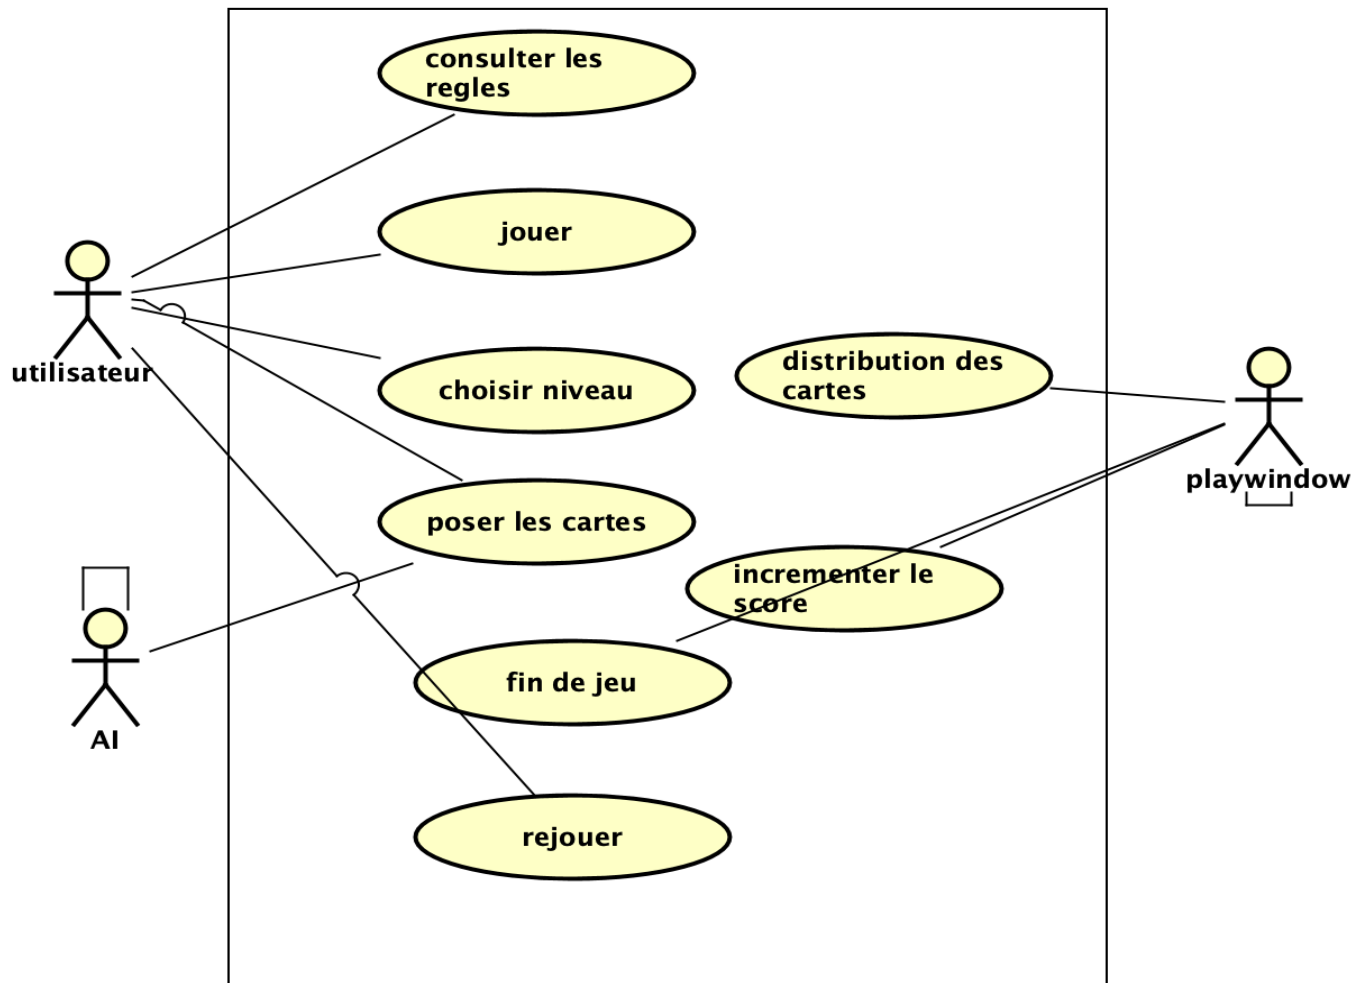 consulter les
regles
jouer
utilisateur
distribution des
cartes
choisir niveau
playwindow
poser les cartes
incrementer le
score
fin de jeu
AI
rejouer